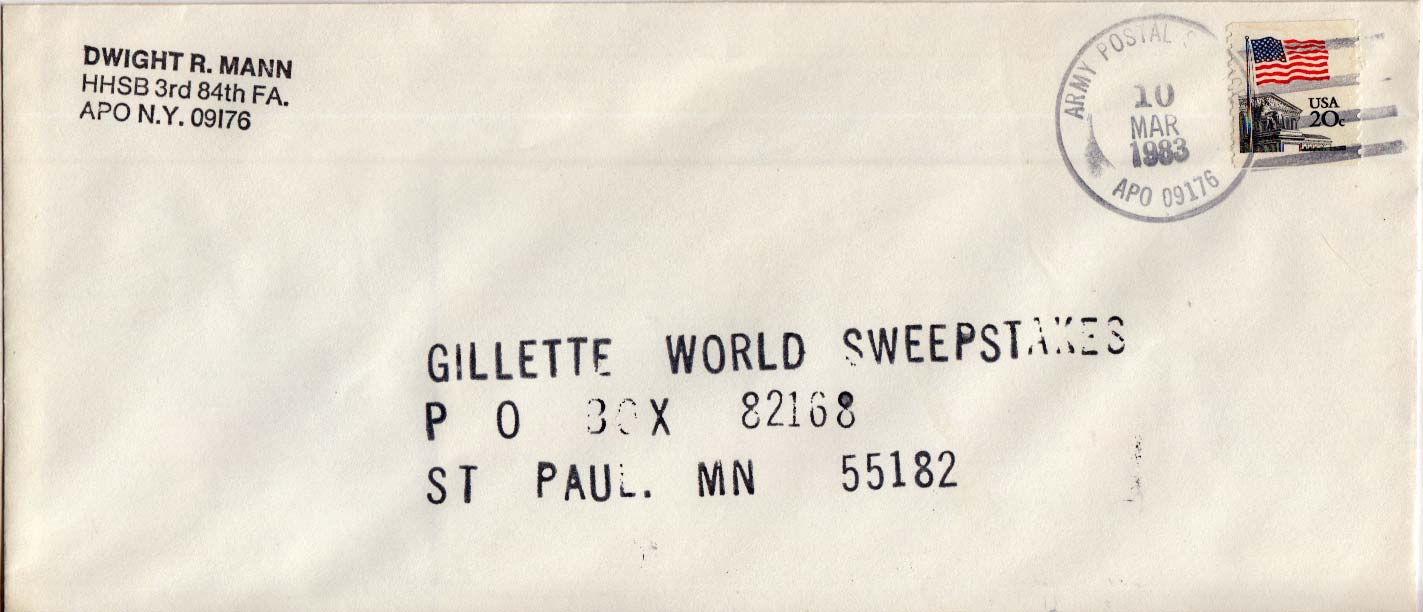 DWIGHT R. MANN
HHSB 3rd 84th FA.
APO N.Y. 09176
ARMY POSTAL
10
MAR
1983
APO 09176
USA
20c
GILLETTE WORLD SWEEPSTAKES
P O BOX 82168
ST PAUL. MN 55182